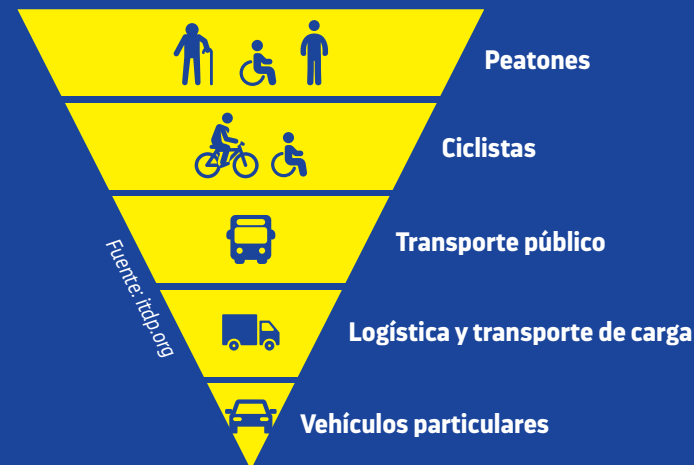 Peatones
Ciclistas
Transporte público
Fuente: itdp.org
Logística y transporte de carga
Vehículos particulares